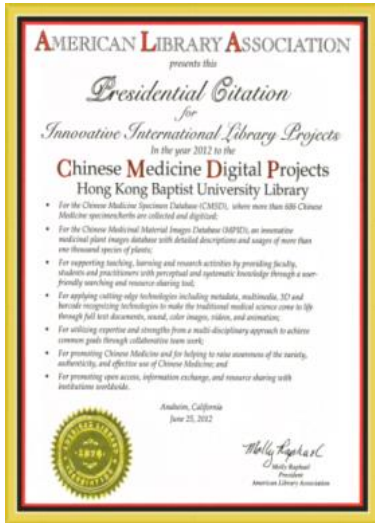 AMERICAN LIBRARY ASSOCIATION
presents this
Presidential Citation
for
Innovative International Library Projects
In the year 2012 to the
Chinese Medicine Digital Projects
Hong Kong Baptist University Library
• For the Chinese Medicine Specimen Database (CMSD), where more than 600 Chinese
Medicine specimens/herbs are collected and digitized;
• For the Chinese Medicinal Material Images Database (MPID), an innovative
medicinal plant images database with detailed descriptions and usages of more than
one thousand species of plants;
• For supporting teaching, learning and research activities by providing faculty,
students and practitioners with perceptual and systematic knowledge through a user-
friendly searching and resource sharing tool;
• For applying cutting-edge technologies including metadata, multimedia, 3D and
barcode recognizing technologies to make the traditional medical science come to life
through full text documents, sound, color images, videos, and animation;
• For utilizing expertise and strengths from a multi-disciplinary approach to achieve
common goals through collaborative team work;
• For promoting Chinese Medicine and for helping to raise awareness of the variety,
authenticity, and effective use of Chinese Medicine; and
• For promoting open access, information exchange, and resource sharing with
institutions worldwide.
Anaheim, California
June 25, 2012
AMERICAN LIBRARY
1876
ASSOCIATION
Molly Raphael
Molly Raphael
President
American Library Association